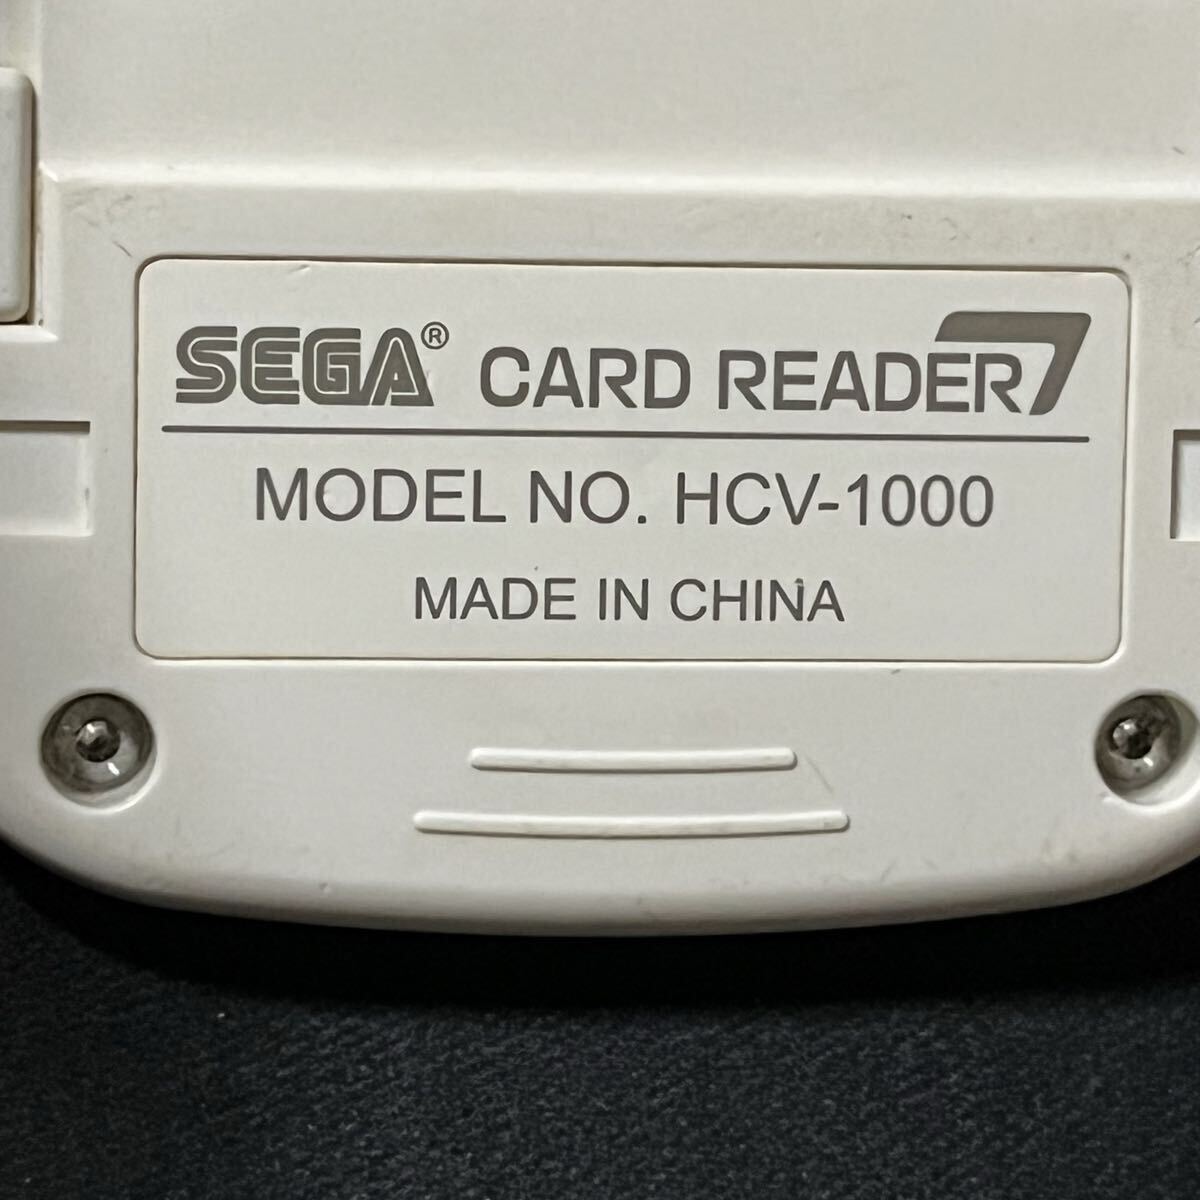 SEGA® CARD READER7
MODEL NO. HCV-1000
MADE IN CHINA